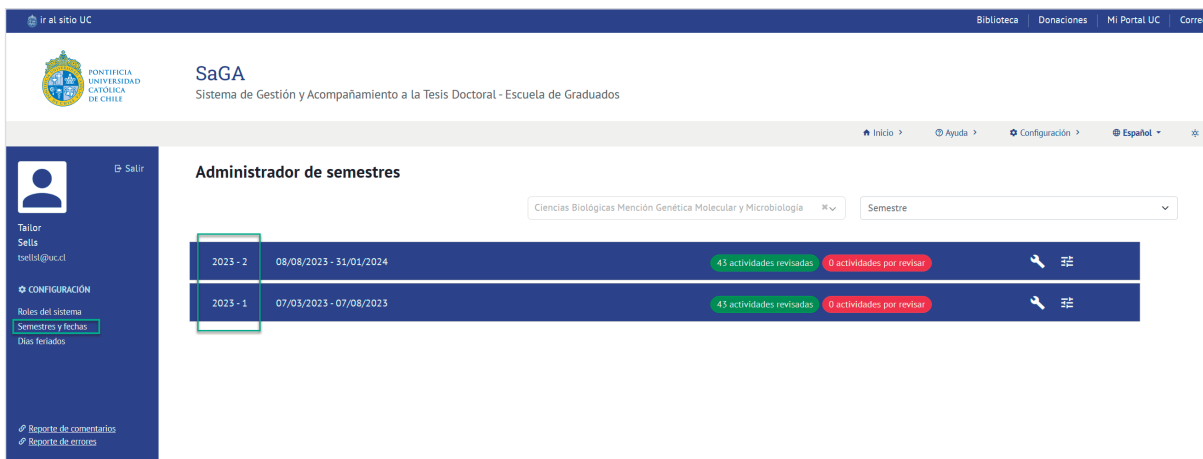 ir al sitio UC
Biblioteca Donaciones Mi Portal UC
PONTIFICIA
UNIVERSIDAD
CATÓLICA
DE CHILE
SaGA
Sistema de Gestión y Acompañamiento a la Tesis Doctoral - Escuela de Graduados
Inicio > Ayuda > Configuración > Español
Salir
Tailor
Sells
tsellsl@uc.cl
CONFIGURACIÓN
Roles del sistema
Semestres y fechas
Días feriados
Reporte de comentarios
Reporte de errores
Administrador de semestres
Ciencias Biológicas Mención Genética Molecular y Microbiología Semestre
2023 - 2 08/08/2023 - 31/01/2024 43 actividades revisadas 0 actividades por revisar
2023 - 1 07/03/2023 - 07/08/2023 43 actividades revisadas 0 actividades por revisar